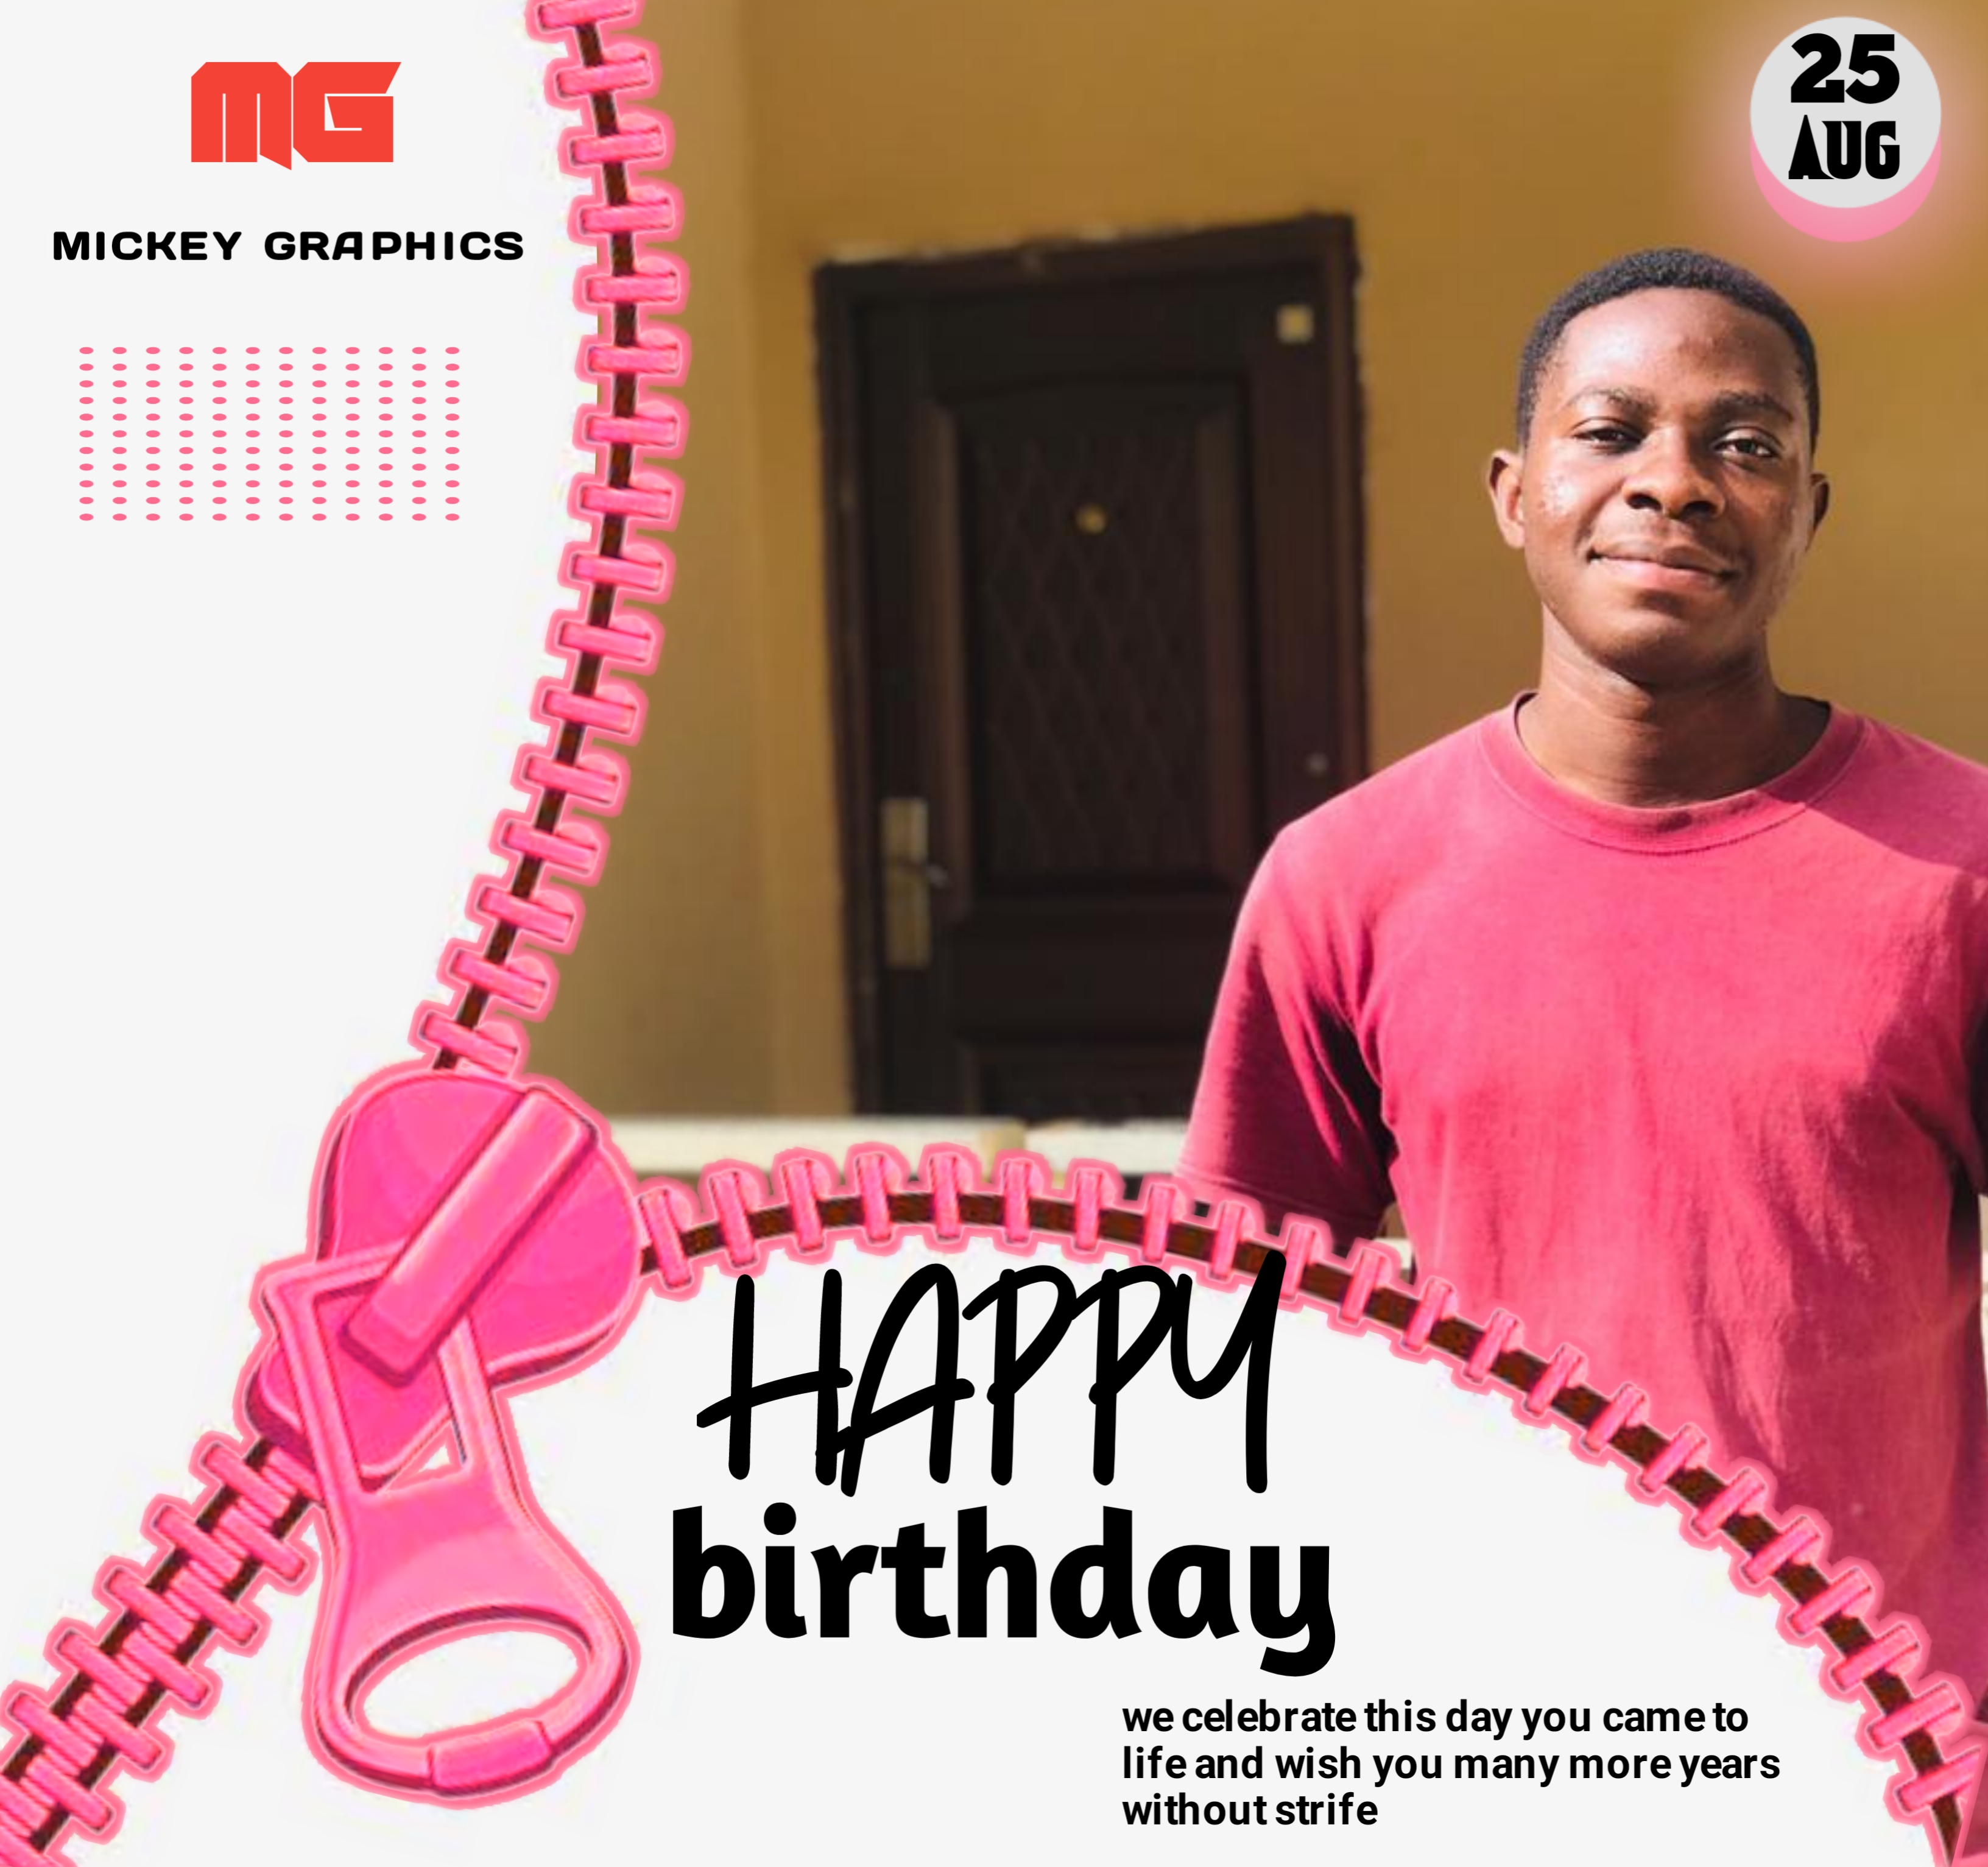 MG
MICKEY GRAPHICS
25
AUG
HAPPY
birthday
we celebrate this day you came to
life and wish you many more years
without strife